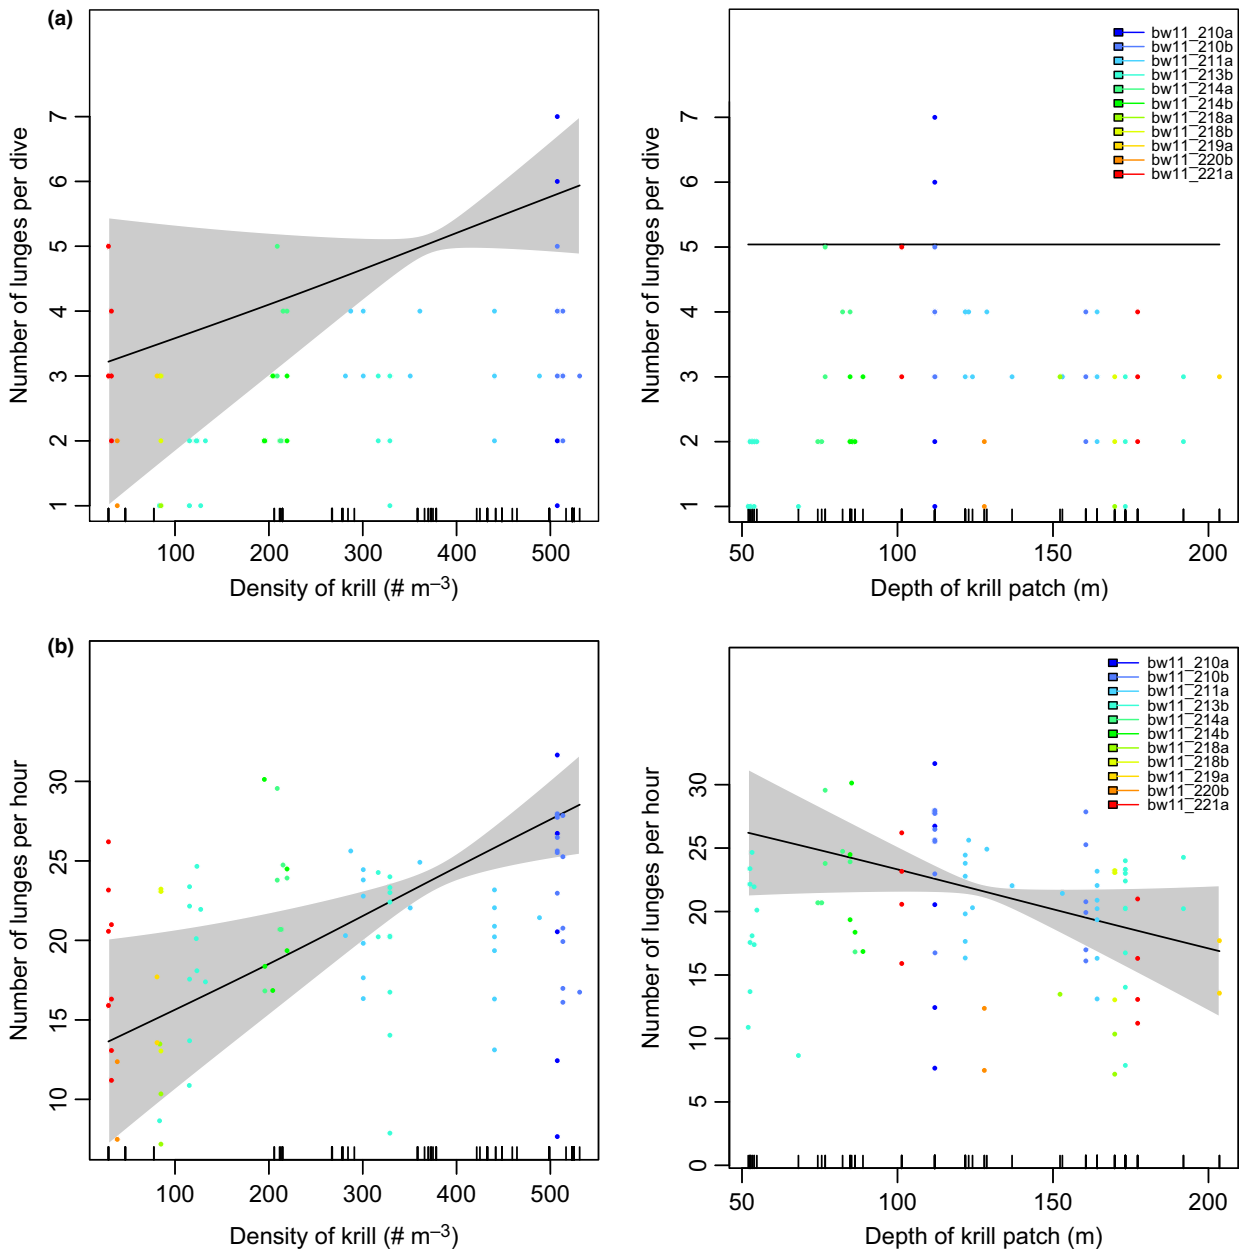 (a)
Number of lunges per dive
7
6
5
4
3
2
1
100 200 300 400 500
Density of krill (# m⁻³)
Number of lunges per dive
7
6
5
4
3
2
1
50 100 150 200
Depth of krill patch (m)
bw11_210a
bw11_210b
bw11_211a
bw11_213b
bw11_214a
bw11_214b
bw11_218a
bw11_218b
bw11_219a
bw11_220b
bw11_221a
(b)
Number of lunges per hour
30
25
20
15
10
100 200 300 400 500
Density of krill (# m⁻³)
Number of lunges per hour
30
25
20
15
10
5
0
50 100 150 200
Depth of krill patch (m)
bw11_210a
bw11_210b
bw11_211a
bw11_213b
bw11_214a
bw11_214b
bw11_218a
bw11_218b
bw11_219a
bw11_220b
bw11_221a